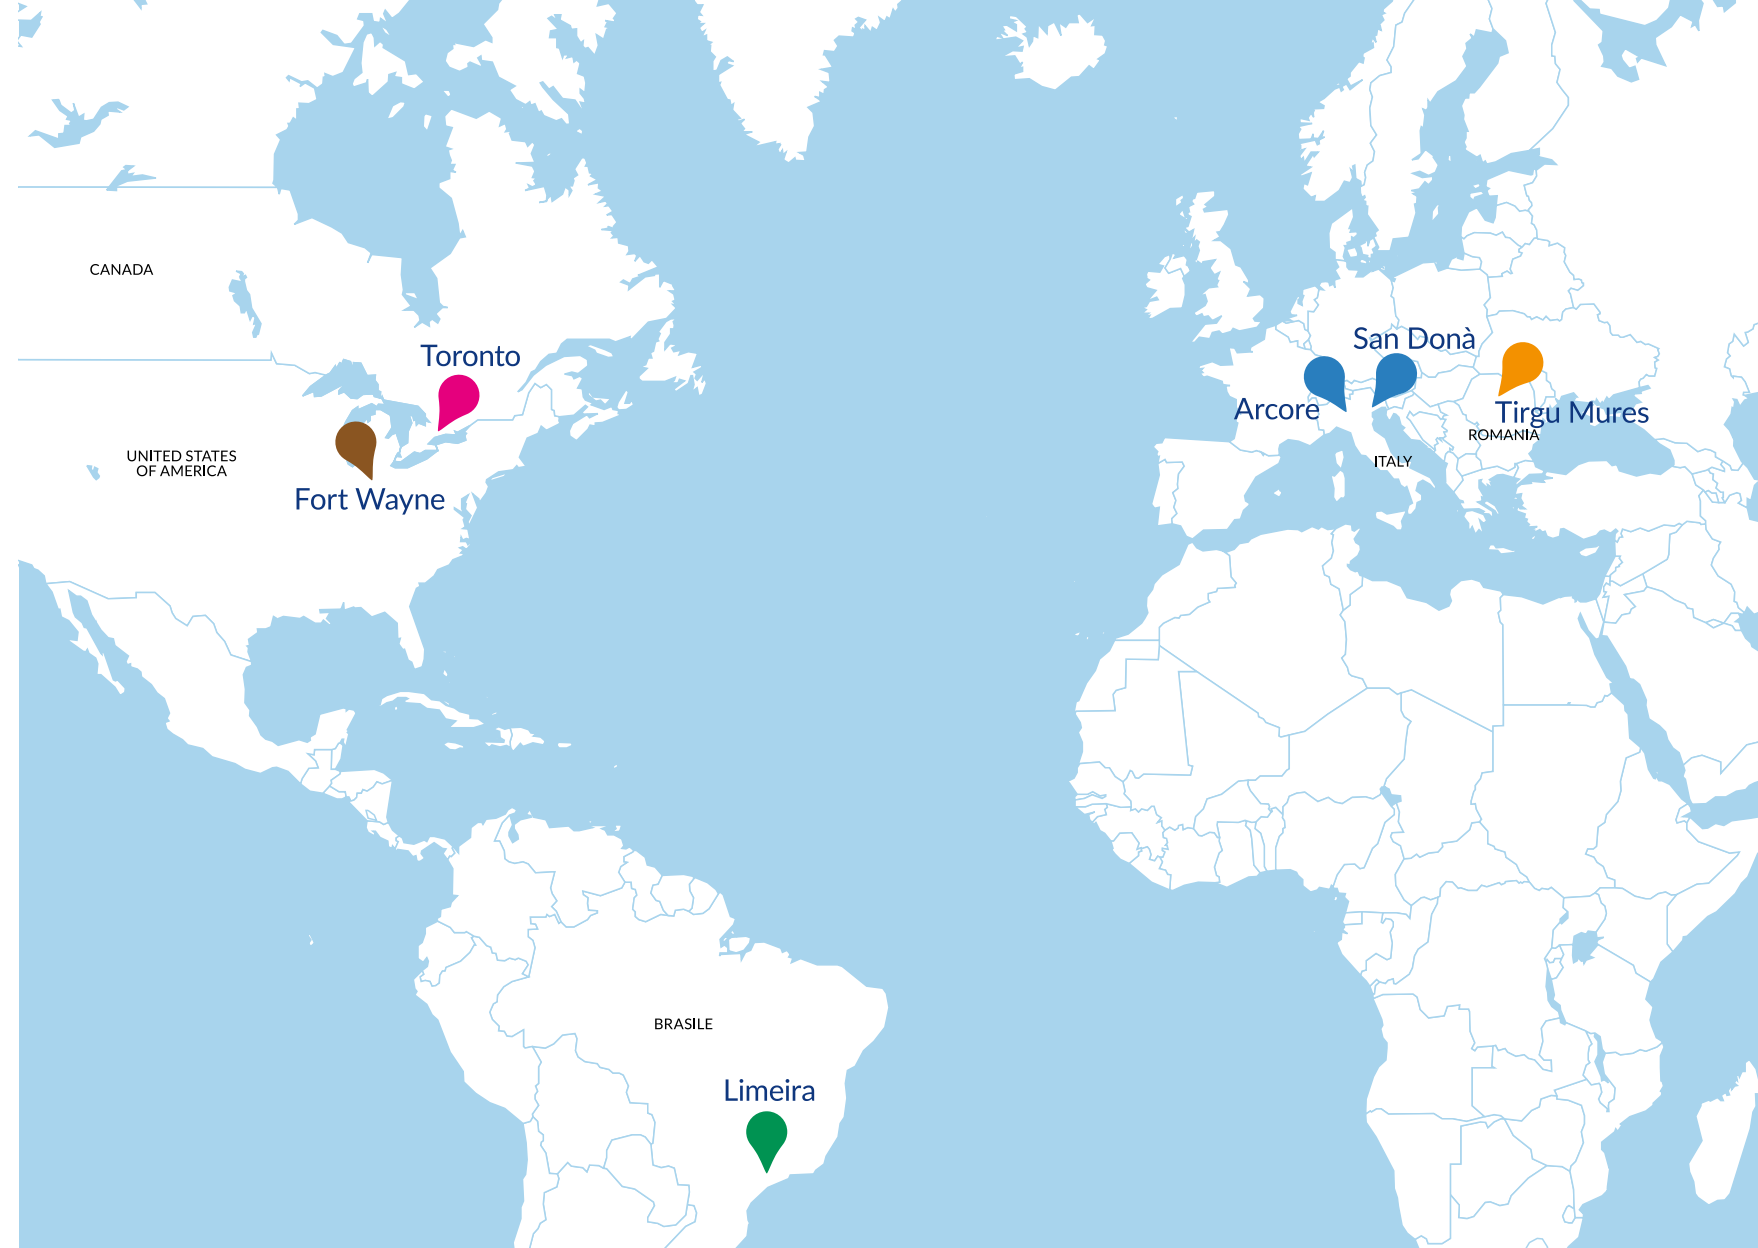 CANADA
Toronto
UNITED STATES
OF AMERICA
Fort Wayne
San Donà
Arcore
Tirgu Mures
ROMANIA
ITALY
BRASILE
Limeira